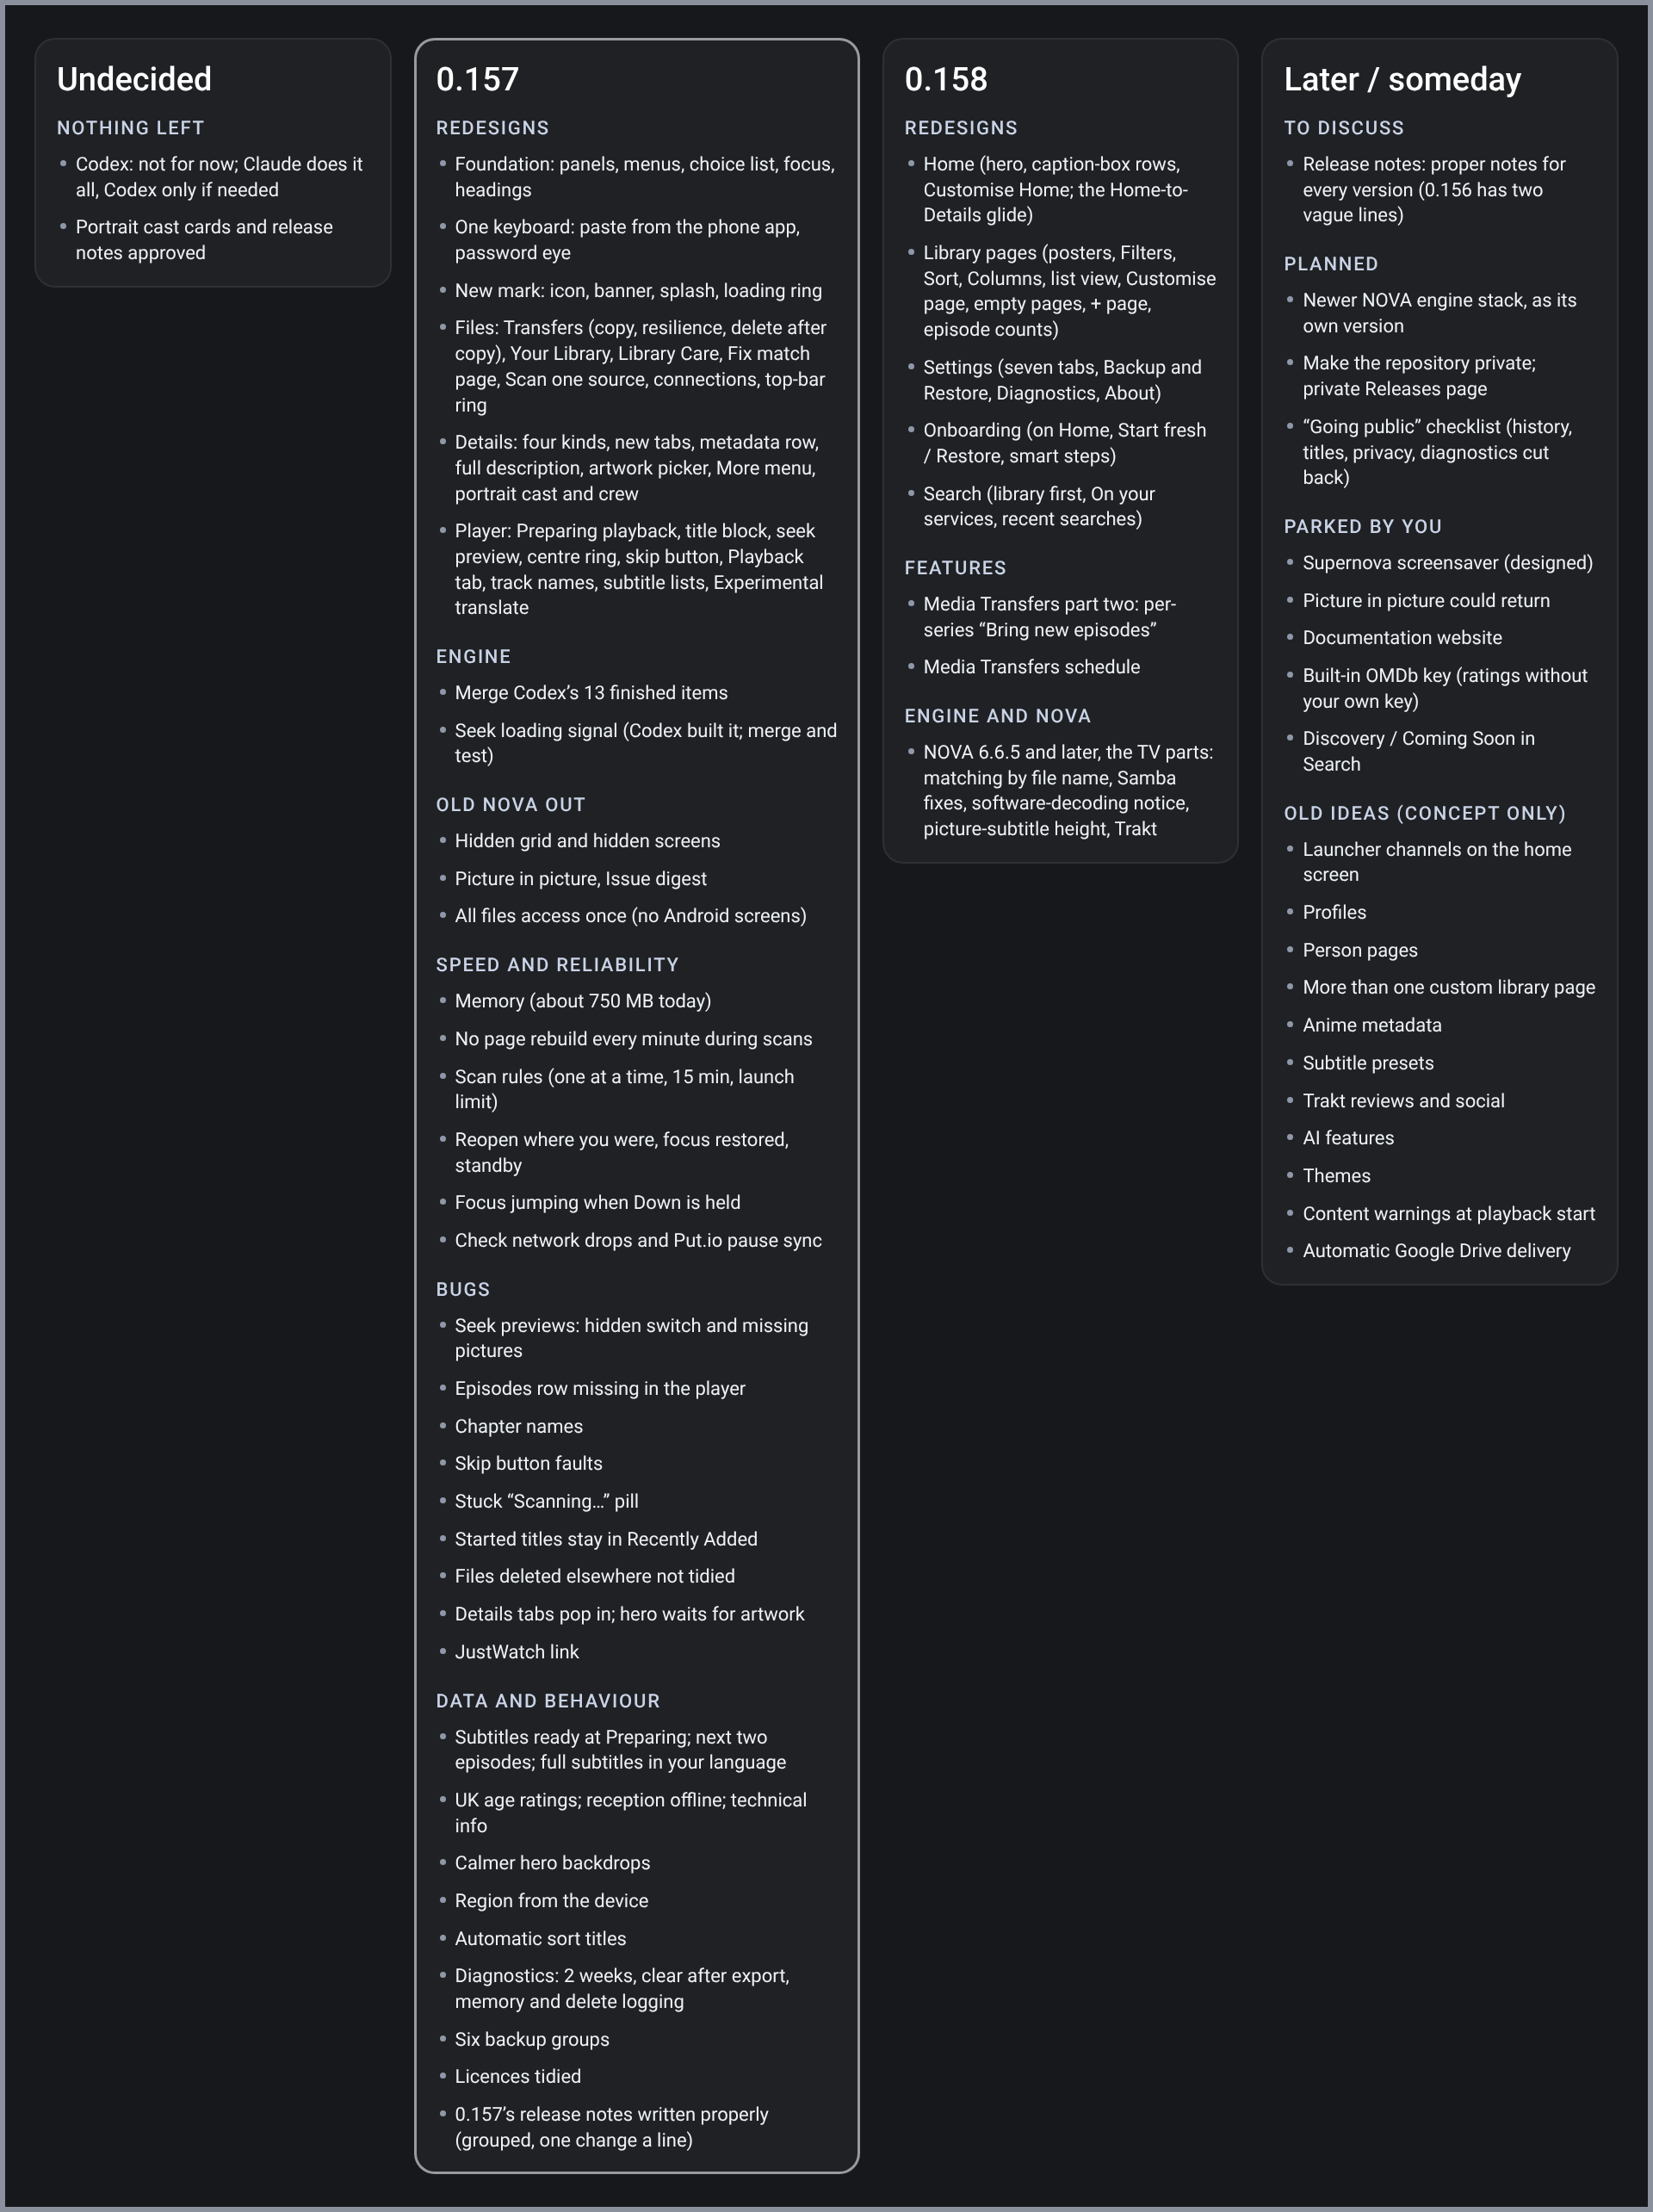 Undecided
NOTHING LEFT
• Codex: not for now; Claude does it
all, Codex only if needed
• Portrait cast cards and release
notes approved
0.157
REDESIGNS
• Foundation: panels, menus, choice list, focus,
headings
• One keyboard: paste from the phone app,
password eye
• New mark: icon, banner, splash, loading ring
• Files: Transfers (copy, resilience, delete after
copy), Your Library, Library Care, Fix match
page, Scan one source, connections, top-bar
ring
• Details: four kinds, new tabs, metadata row,
full description, artwork picker, More menu,
portrait cast and crew
• Player: Preparing playback, title block, seek
preview, centre ring, skip button, Playback
tab, track names, subtitle lists, Experimental
translate
ENGINE
• Merge Codex’s 13 finished items
• Seek loading signal (Codex built it; merge and
test)
OLD NOVA OUT
• Hidden grid and hidden screens
• Picture in picture, Issue digest
• All files access once (no Android screens)
SPEED AND RELIABILITY
• Memory (about 750 MB today)
• No page rebuild every minute during scans
• Scan rules (one at a time, 15 min, launch
limit)
• Reopen where you were, focus restored,
standby
• Focus jumping when Down is held
• Check network drops and Put.io pause sync
BUGS
• Seek previews: hidden switch and missing
pictures
• Episodes row missing in the player
• Chapter names
• Skip button faults
• Stuck “Scanning…” pill
• Started titles stay in Recently Added
• Files deleted elsewhere not tidied
• Details tabs pop in; hero waits for artwork
• JustWatch link
DATA AND BEHAVIOUR
• Subtitles ready at Preparing; next two
episodes; full subtitles in your language
• UK age ratings; reception offline; technical
info
• Calmer hero backdrops
• Region from the device
• Automatic sort titles
• Diagnostics: 2 weeks, clear after export,
memory and delete logging
• Six backup groups
• Licences tidied
• 0.157’s release notes written properly
(grouped, one change a line)
0.158
REDESIGNS
• Home (hero, caption-box rows,
Customise Home; the Home-to-
Details glide)
• Library pages (posters, Filters,
Sort, Columns, list view, Customise
page, empty pages, + page,
episode counts)
• Settings (seven tabs, Backup and
Restore, Diagnostics, About)
• Onboarding (on Home, Start fresh
/ Restore, smart steps)
• Search (library first, On your
services, recent searches)
FEATURES
• Media Transfers part two: per-
series “Bring new episodes”
• Media Transfers schedule
ENGINE AND NOVA
• NOVA 6.6.5 and later, the TV parts:
matching by file name, Samba
fixes, software-decoding notice,
picture-subtitle height, Trakt
Later / someday
TO DISCUSS
• Release notes: proper notes for
every version (0.156 has two
vague lines)
PLANNED
• Newer NOVA engine stack, as its
own version
• Make the repository private;
private Releases page
• “Going public” checklist (history,
titles, privacy, diagnostics cut
back)
PARKED BY YOU
• Supernova screensaver (designed)
• Picture in picture could return
• Documentation website
• Built-in OMDb key (ratings without
your own key)
• Discovery / Coming Soon in
Search
OLD IDEAS (CONCEPT ONLY)
• Launcher channels on the home
screen
• Profiles
• Person pages
• More than one custom library page
• Anime metadata
• Subtitle presets
• Trakt reviews and social
• AI features
• Themes
• Content warnings at playback start
• Automatic Google Drive delivery